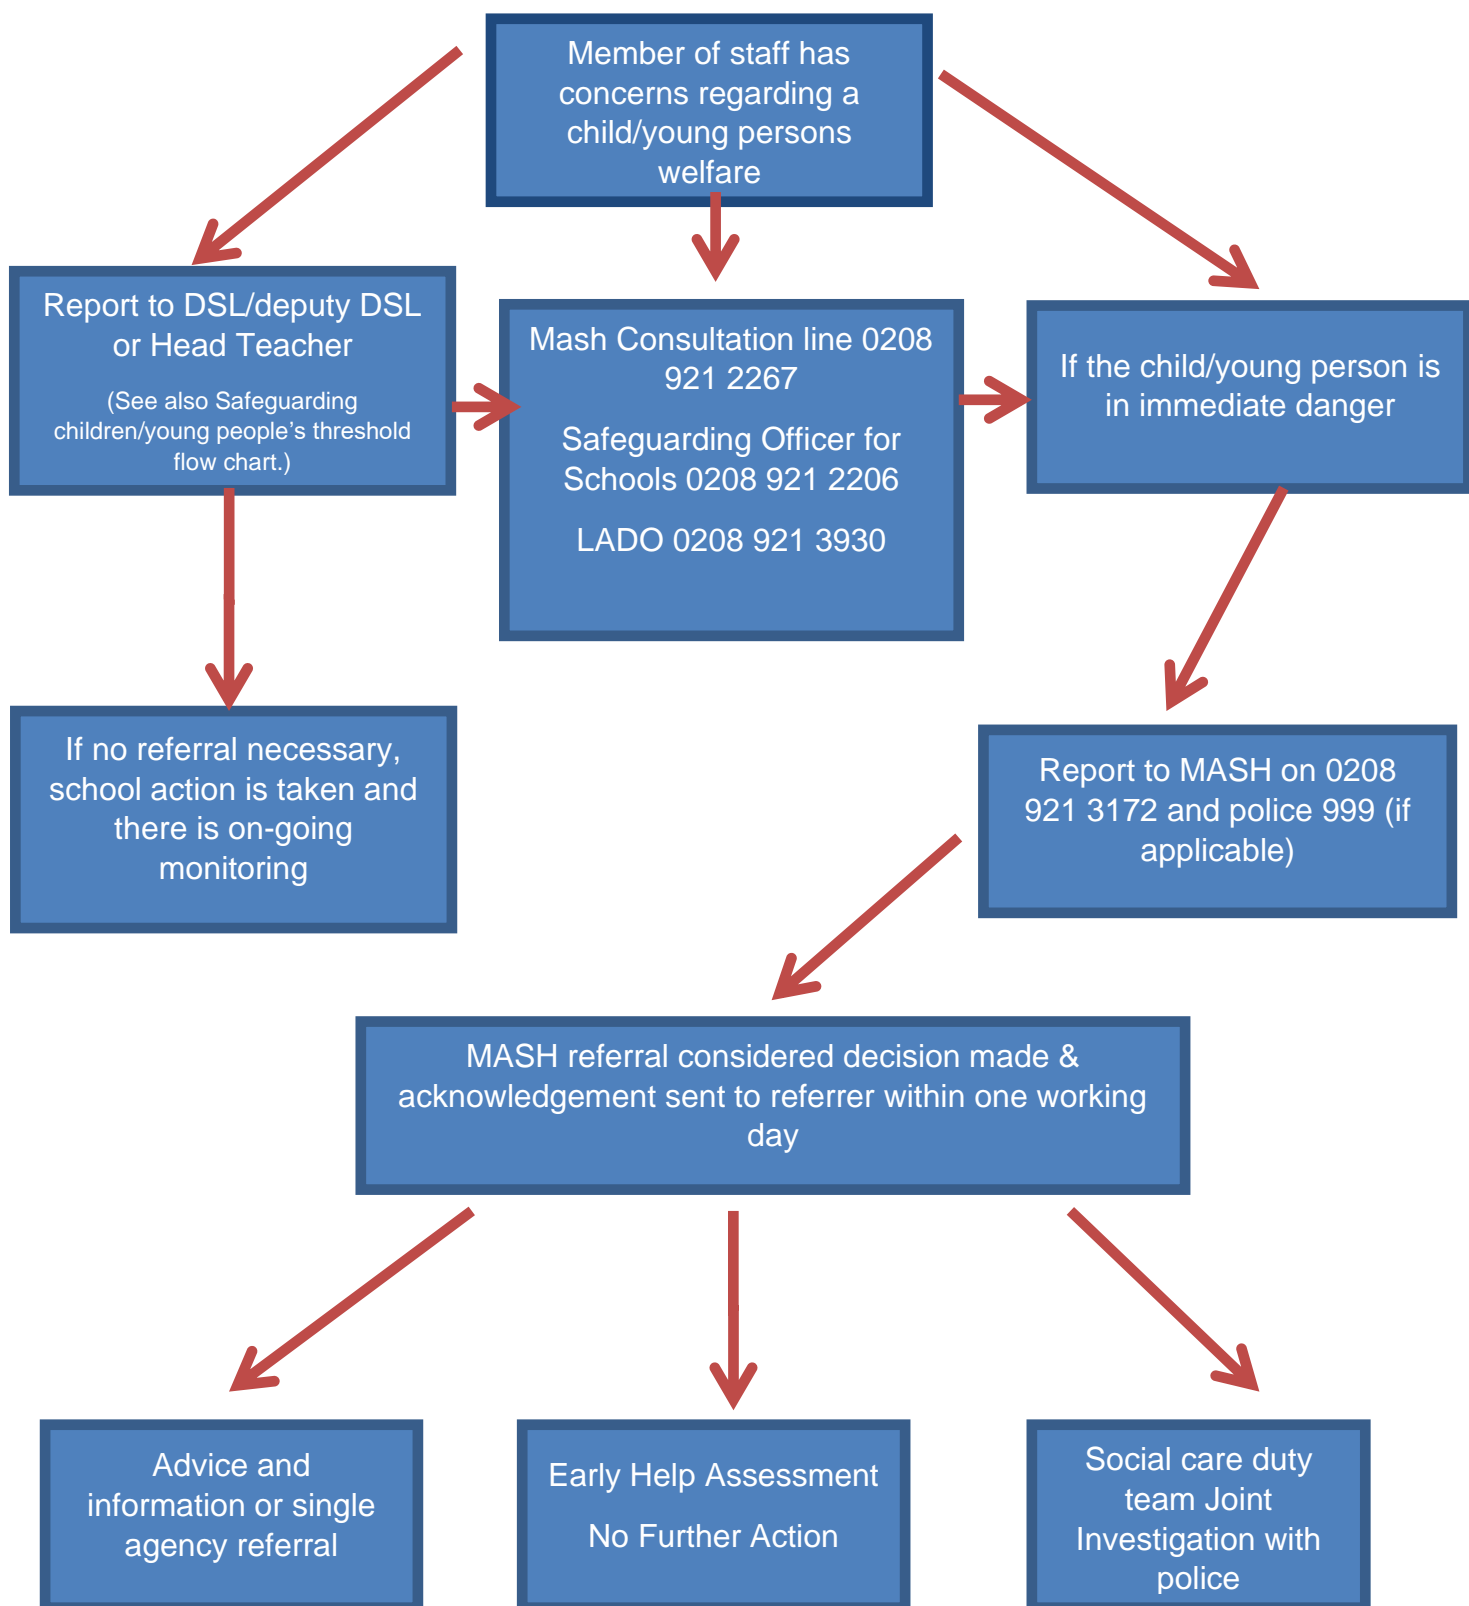 Member of staff has
concerns regarding a
child/young persons
welfare
Report to DSL/deputy DSL
or Head Teacher
(See also Safeguarding
children/young people’s threshold
flow chart.)
Mash Consultation line 0208
921 2267
Safeguarding Officer for
Schools 0208 921 2206
LADO 0208 921 3930
If the child/young person is
in immediate danger
If no referral necessary,
school action is taken and
there is on-going
monitoring
Report to MASH on 0208
921 3172 and police 999 (if
applicable)
MASH referral considered decision made &
acknowledgement sent to referrer within one working
day
Advice and
information or single
agency referral
Early Help Assessment
No Further Action
Social care duty
team Joint
Investigation with
police